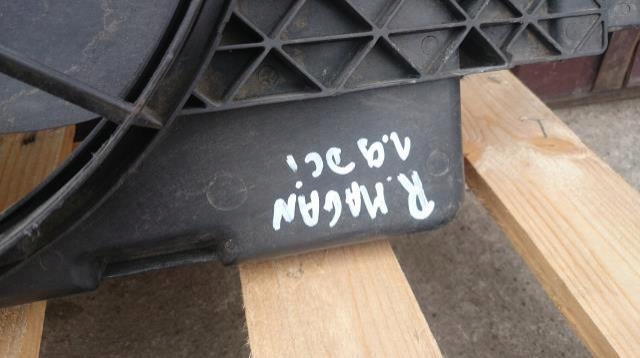 R. MAGAN
1.9 DCi